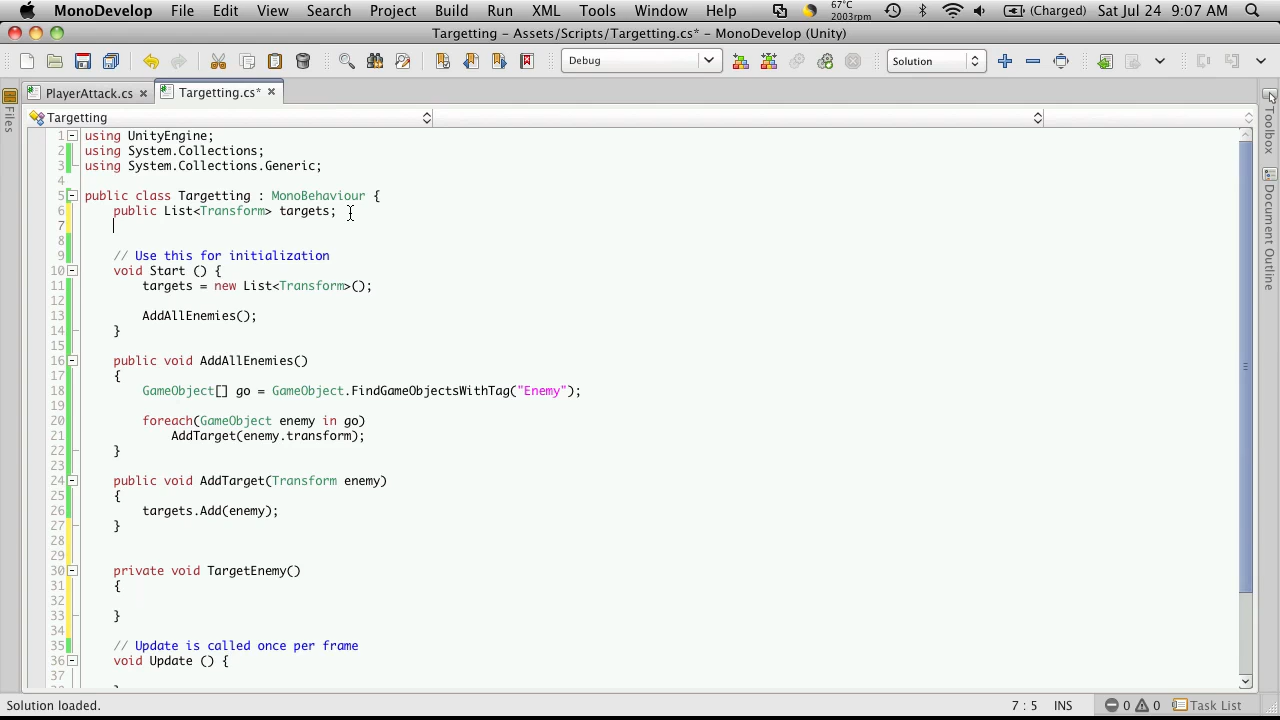 MonoDevelop File Edit View Search Project Build Run XML Tools Window Help 67°C 2003rpm (Charged) Sat Jul 24 9:07 AM
Targetting - Assets/Scripts/Targetting.cs* - MonoDevelop (Unity)
Debug Solution
PlayerAttack.cs Targetting.cs*
Files
Targetting
Toolbox
Document Outline
1 using UnityEngine;
2 using System.Collections;
3 using System.Collections.Generic;
4
5 public class Targetting : MonoBehaviour {
6 public List<Transform> targets;
7
8
9 // Use this for initialization
10 void Start () {
11 targets = new List<Transform>();
12
13 AddAllEnemies();
14 }
15
16 public void AddAllEnemies()
17 {
18 GameObject[] go = GameObject.FindGameObjectsWithTag("Enemy");
19
20 foreach(GameObject enemy in go)
21 AddTarget(enemy.transform);
22 }
23
24 public void AddTarget(Transform enemy)
25 {
26 targets.Add(enemy);
27 }
28
29
30 private void TargetEnemy()
31 {
32
33 }
34
35 // Update is called once per frame
36 void Update () {
37
Solution loaded. 7 : 5 INS 0 0 Task List